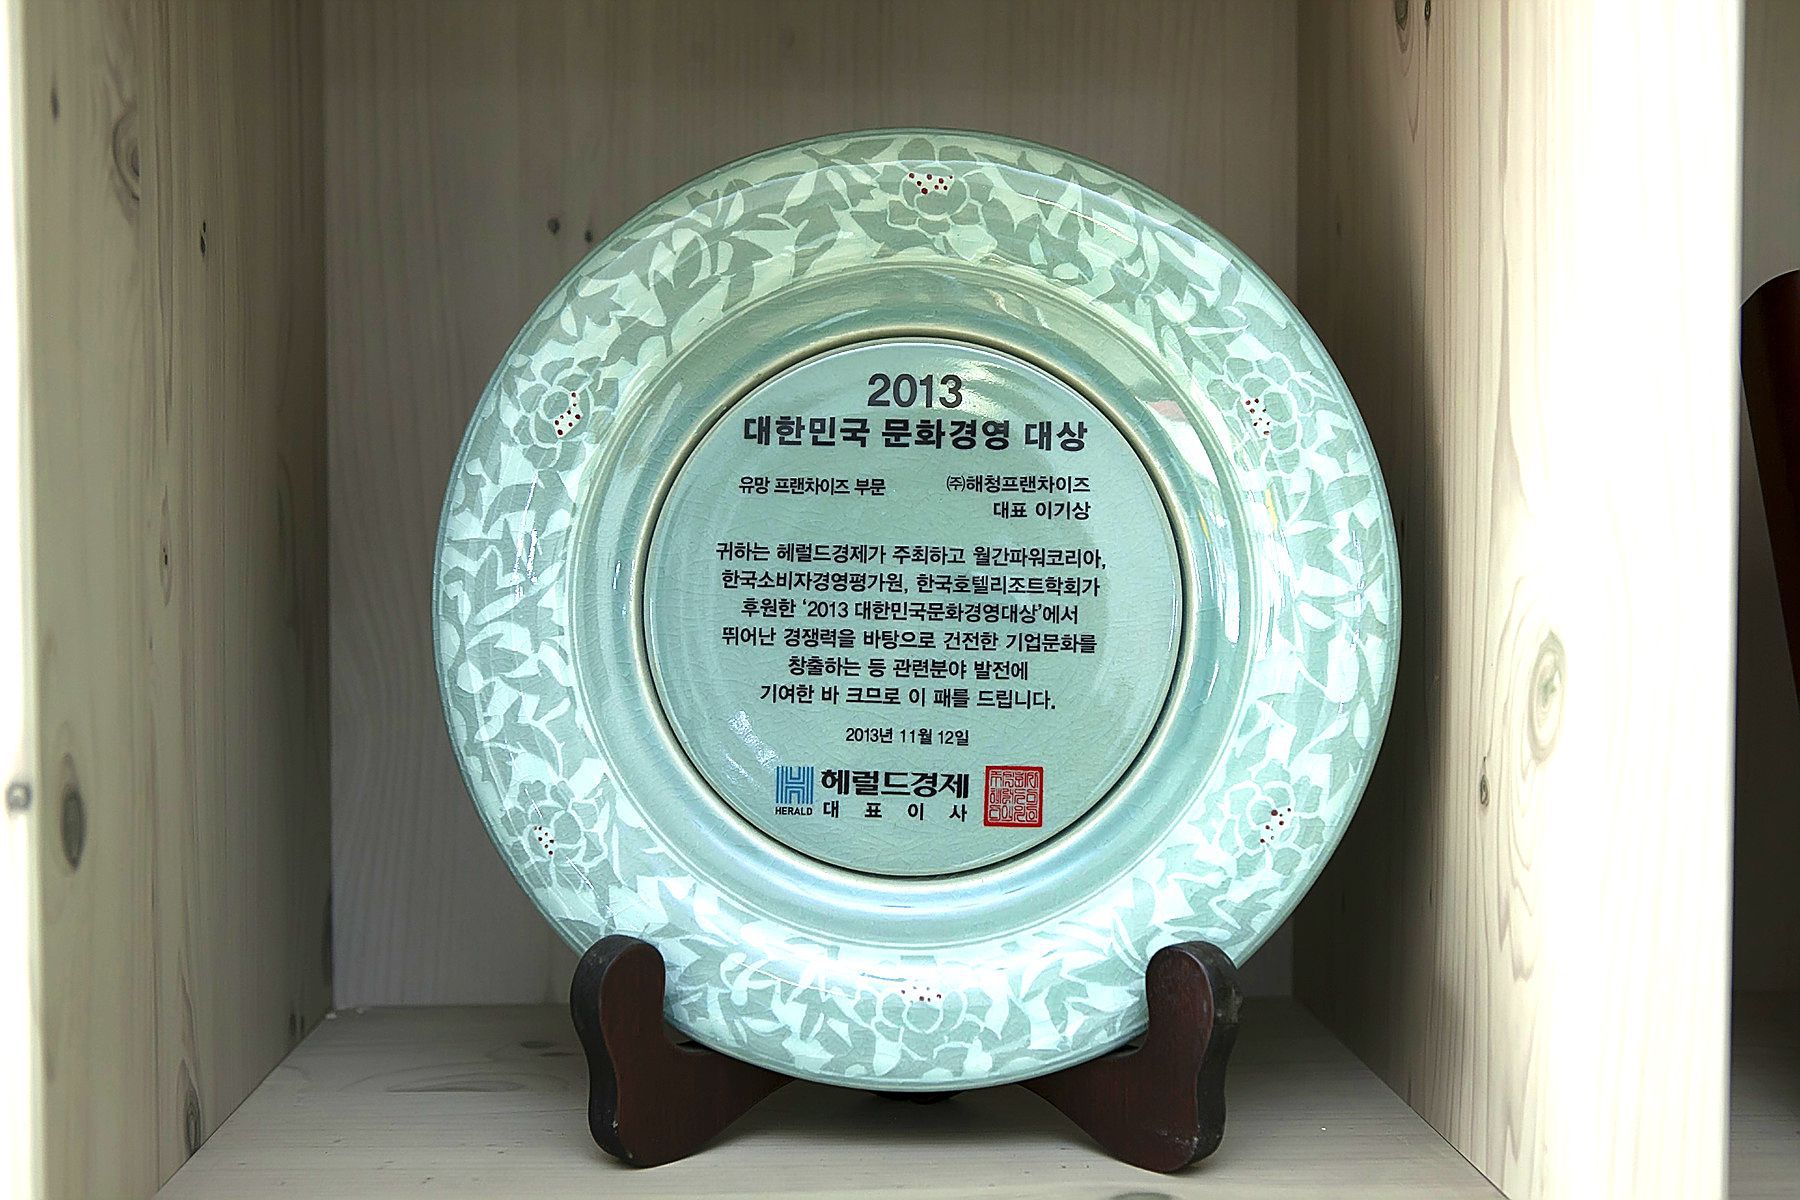 2013
대한민국 문화경영 대상
유망 프랜차이즈 부문
㈜해청프랜차이즈
대표 이기상
귀하는 헤럴드경제가 주최하고 월간파워코리아,
한국소비자경영평가원, 한국호텔리조트학회가
후원한 ‘2013 대한민국문화경영대상’에서
뛰어난 경쟁력을 바탕으로 건전한 기업문화를
창출하는 등 관련분야 발전에
기여한 바 크므로 이 패를 드립니다.
2013년 11월 12일
헤럴드경제
HERALD 대 표 이 사